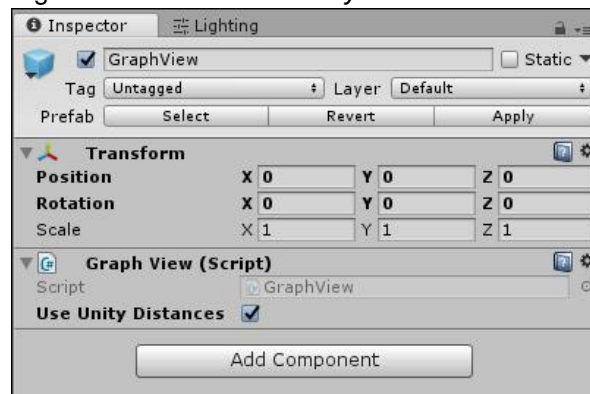 Inspector Lighting
GraphView Static
Tag Untagged Layer Default
Prefab Select Revert Apply
Transform
Position X 0 Y 0 Z 0
Rotation X 0 Y 0 Z 0
Scale X 1 Y 1 Z 1
Graph View (Script)
Script GraphView
Use Unity Distances
Add Component